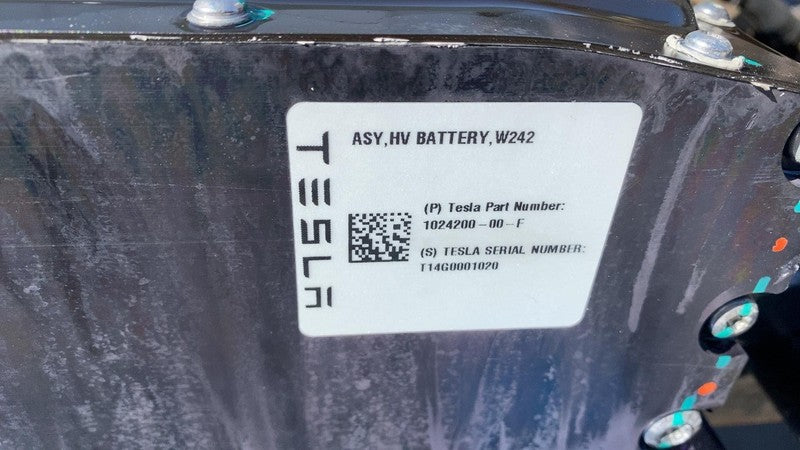 TESLA
ASY,HV BATTERY,W242
(P) Tesla Part Number:
1024200-00-F
(S) TESLA SERIAL NUMBER:
T14G0001020